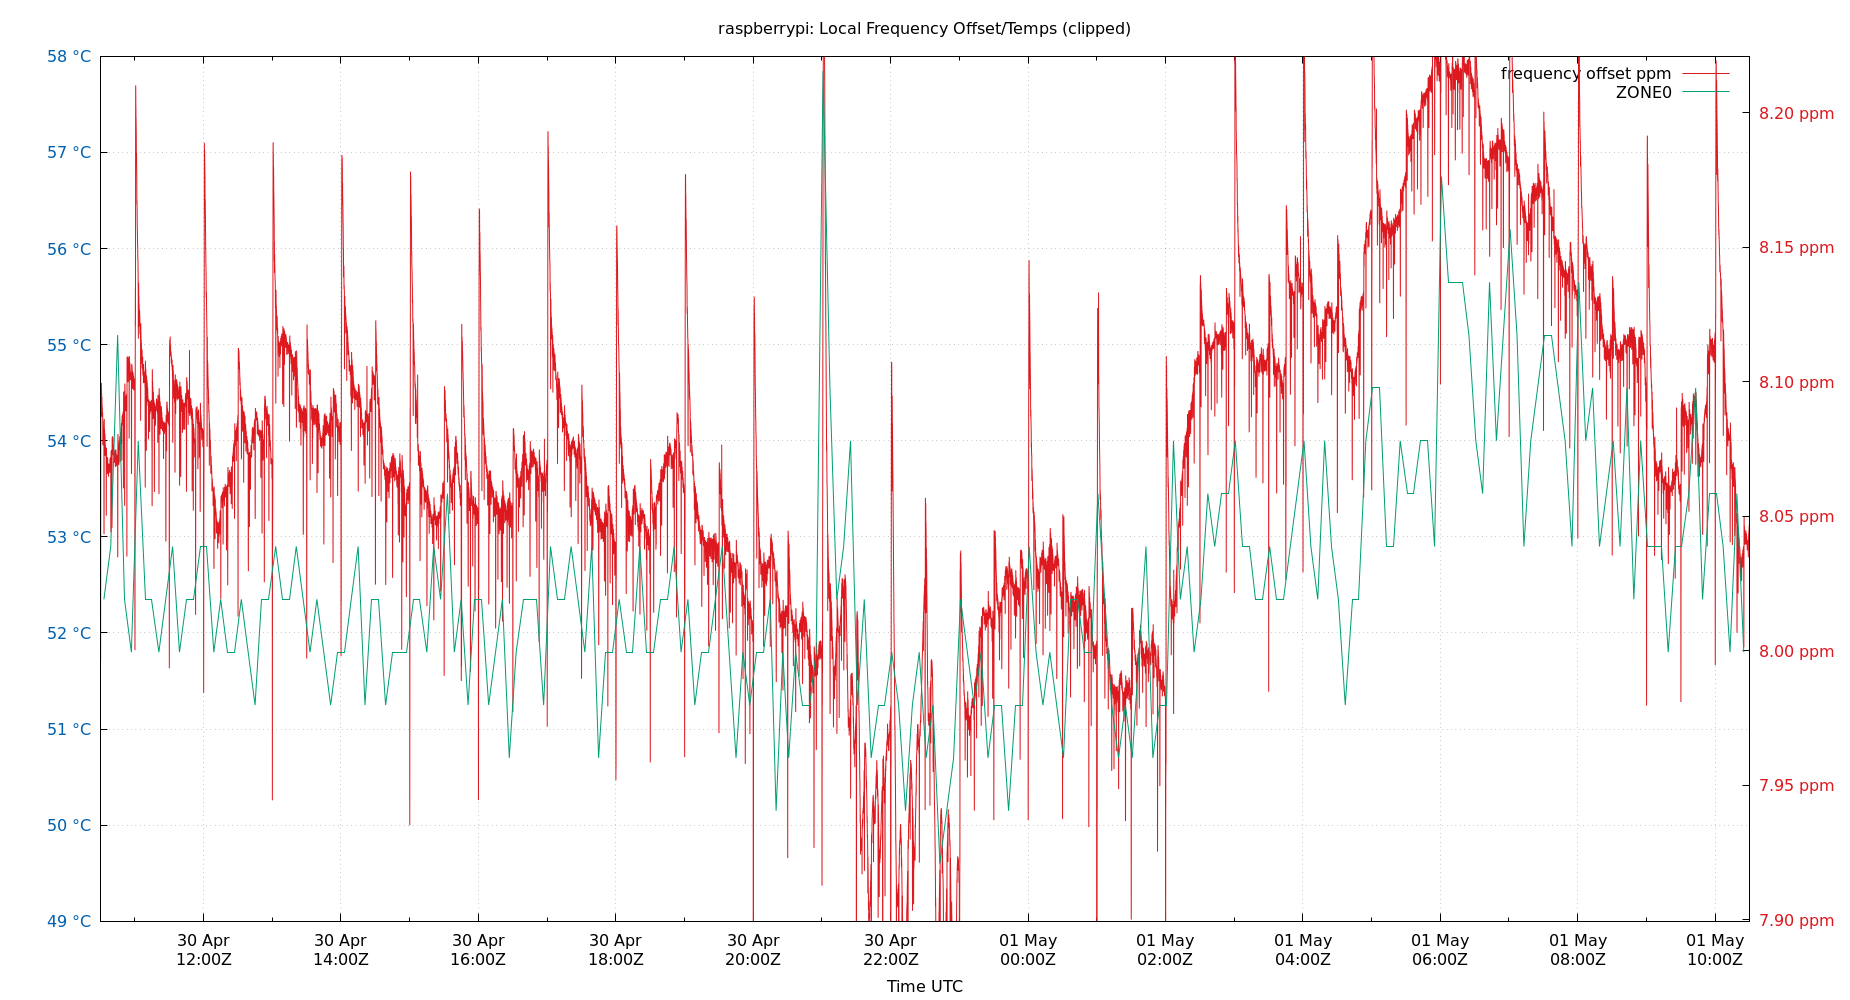 raspberrypi: Local Frequency Offset/Temps (clipped)
58 °C
57 °C
56 °C
55 °C
54 °C
53 °C
52 °C
51 °C
50 °C
49 °C
frequency offset ppm
ZONE0
8.20 ppm
8.15 ppm
8.10 ppm
8.05 ppm
8.00 ppm
7.95 ppm
7.90 ppm
30 Apr
12:00Z
30 Apr
14:00Z
30 Apr
16:00Z
30 Apr
18:00Z
30 Apr
20:00Z
30 Apr
22:00Z
01 May
00:00Z
01 May
02:00Z
01 May
04:00Z
01 May
06:00Z
01 May
08:00Z
01 May
10:00Z
Time UTC